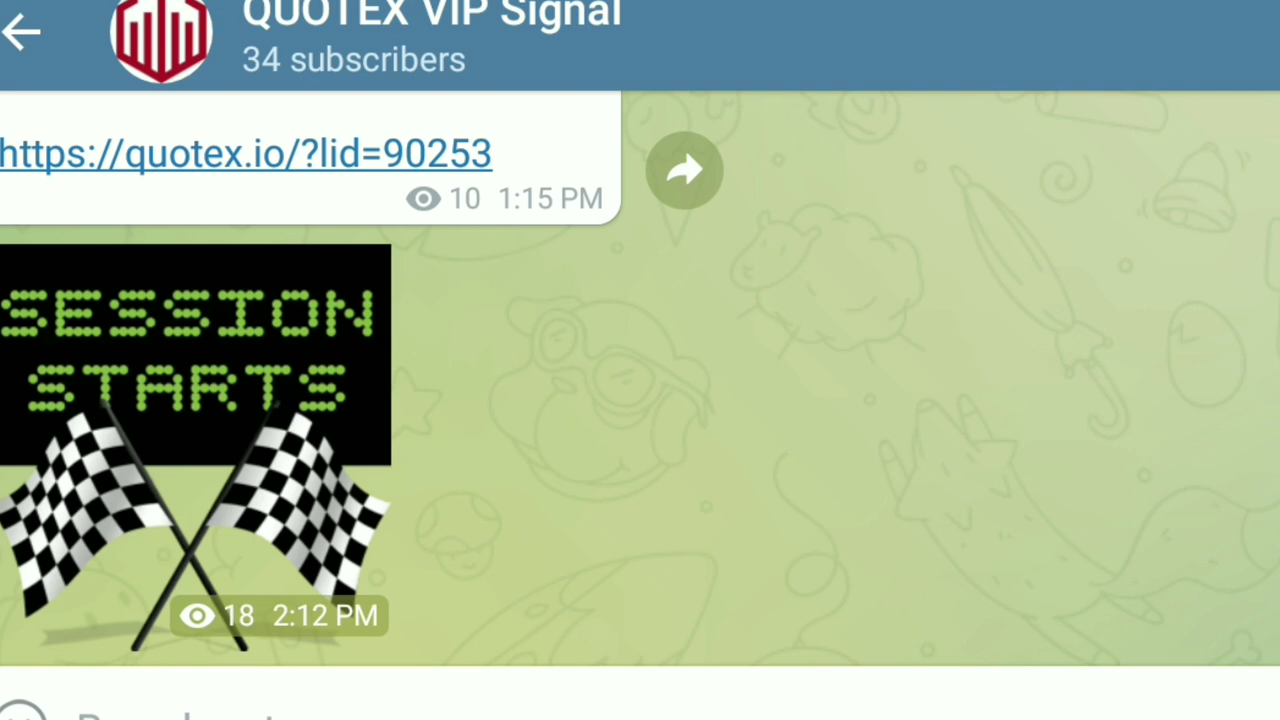 QUOTEX VIP Signal
34 subscribers
https://quotex.io/?lid=90253
10 1:15 PM
SESSION
STARTS
18 2:12 PM